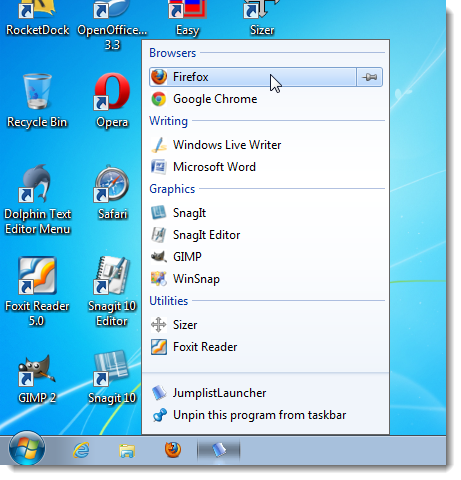 RocketDock
OpenOffice...
3.3
Easy
Sizer
Recycle Bin
Opera
Dolphin Text
Editor Menu
Safari
Foxit Reader
5.0
Snagit 10
Editor
GIMP 2
Snagit 10
Browsers
Firefox
Google Chrome
Writing
Windows Live Writer
Microsoft Word
Graphics
SnagIt
SnagIt Editor
GIMP
WinSnap
Utilities
Sizer
Foxit Reader
JumplistLauncher
Unpin this program from taskbar